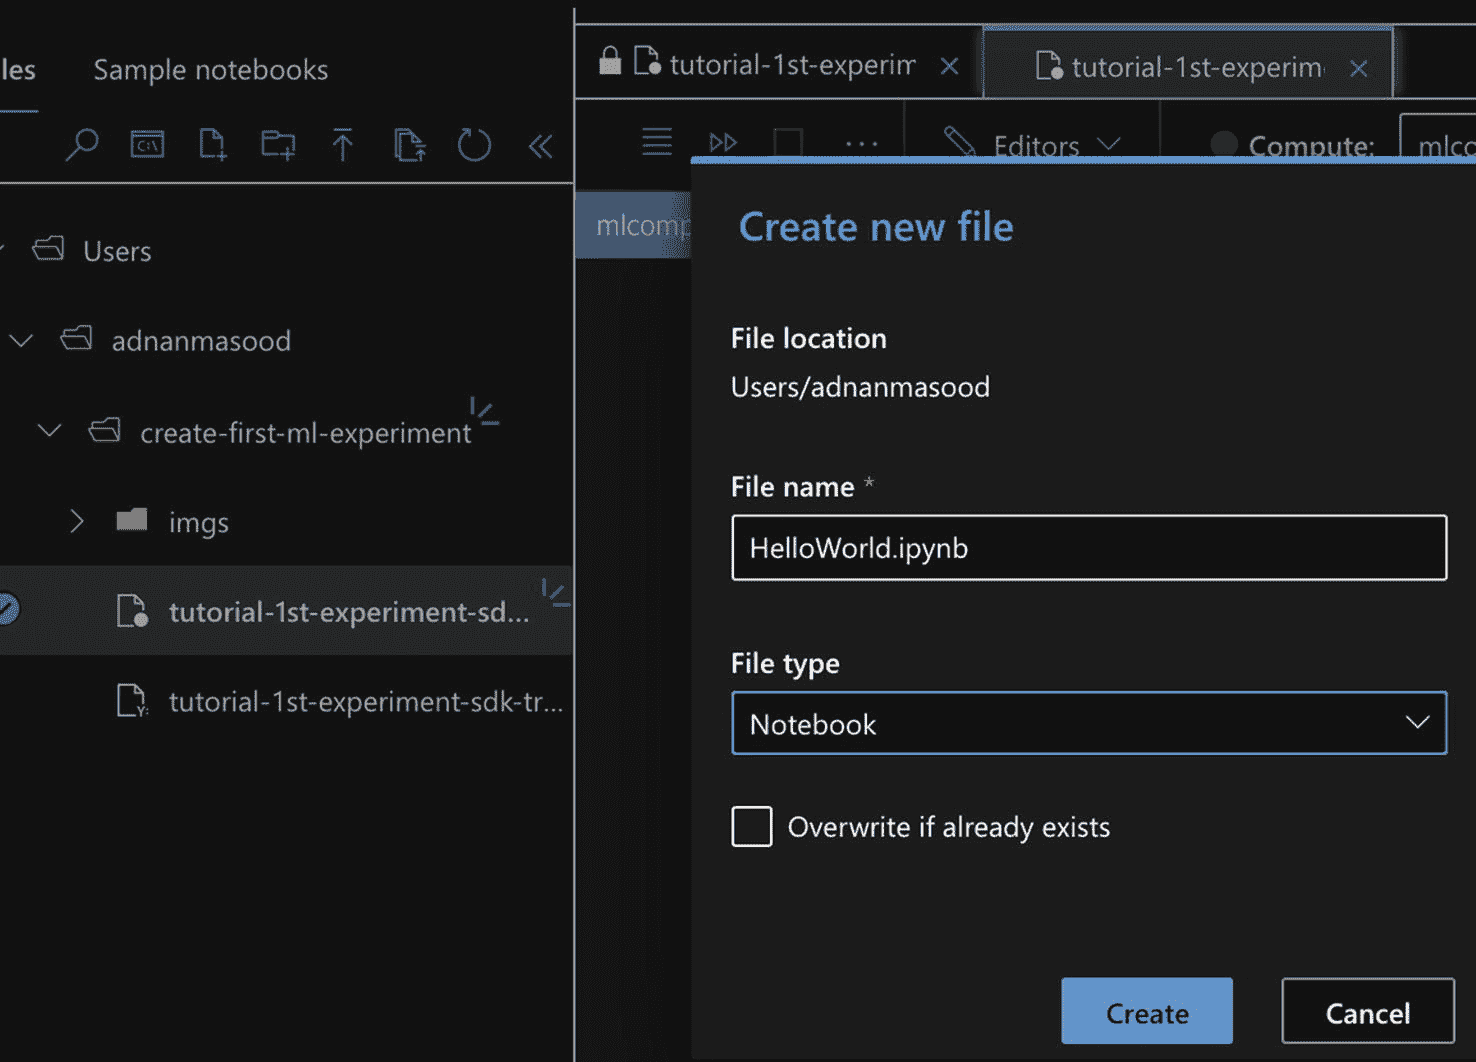 les Sample notebooks
tutorial-1st-experim
tutorial-1st-experim
Editors
Compute:
mlco
mlcomp
Users
adnanmasood
create-first-ml-experiment
imgs
tutorial-1st-experiment-sd...
tutorial-1st-experiment-sdk-tr...
Create new file
File location
Users/adnanmasood
File name *
HelloWorld.ipynb
File type
Notebook
Overwrite if already exists
Create
Cancel